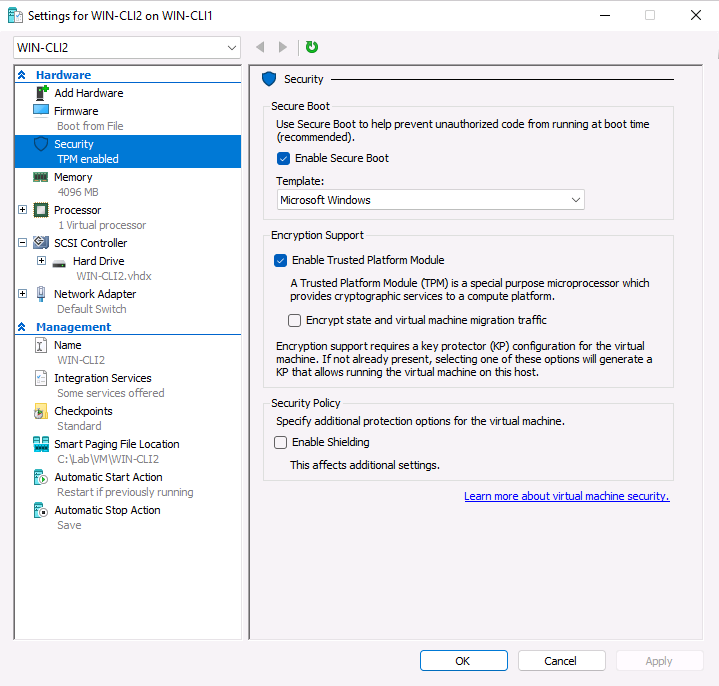 Settings for WIN-CLI2 on WIN-CLI1
WIN-CLI2
Hardware
Add Hardware
Firmware
Boot from File
Security
TPM enabled
Memory
4096 MB
Processor
1 Virtual processor
SCSI Controller
Hard Drive
WIN-CLI2.vhdx
Network Adapter
Default Switch
Management
Name
WIN-CLI2
Integration Services
Some services offered
Checkpoints
Standard
Smart Paging File Location
C:\Lab\VM\WIN-CLI2
Automatic Start Action
Restart if previously running
Automatic Stop Action
Save
Security
Secure Boot
Use Secure Boot to help prevent unauthorized code from running at boot time
(recommended).
Enable Secure Boot
Template:
Microsoft Windows
Encryption Support
Enable Trusted Platform Module
A Trusted Platform Module (TPM) is a special purpose microprocessor which
provides cryptographic services to a compute platform.
Encrypt state and virtual machine migration traffic
Encryption support requires a key protector (KP) configuration for the virtual
machine. If not already present, selecting one of these options will generate a
KP that allows running the virtual machine on this host.
Security Policy
Specify additional protection options for the virtual machine.
Enable Shielding
This affects additional settings.
Learn more about virtual machine security.
OK
Cancel
Apply